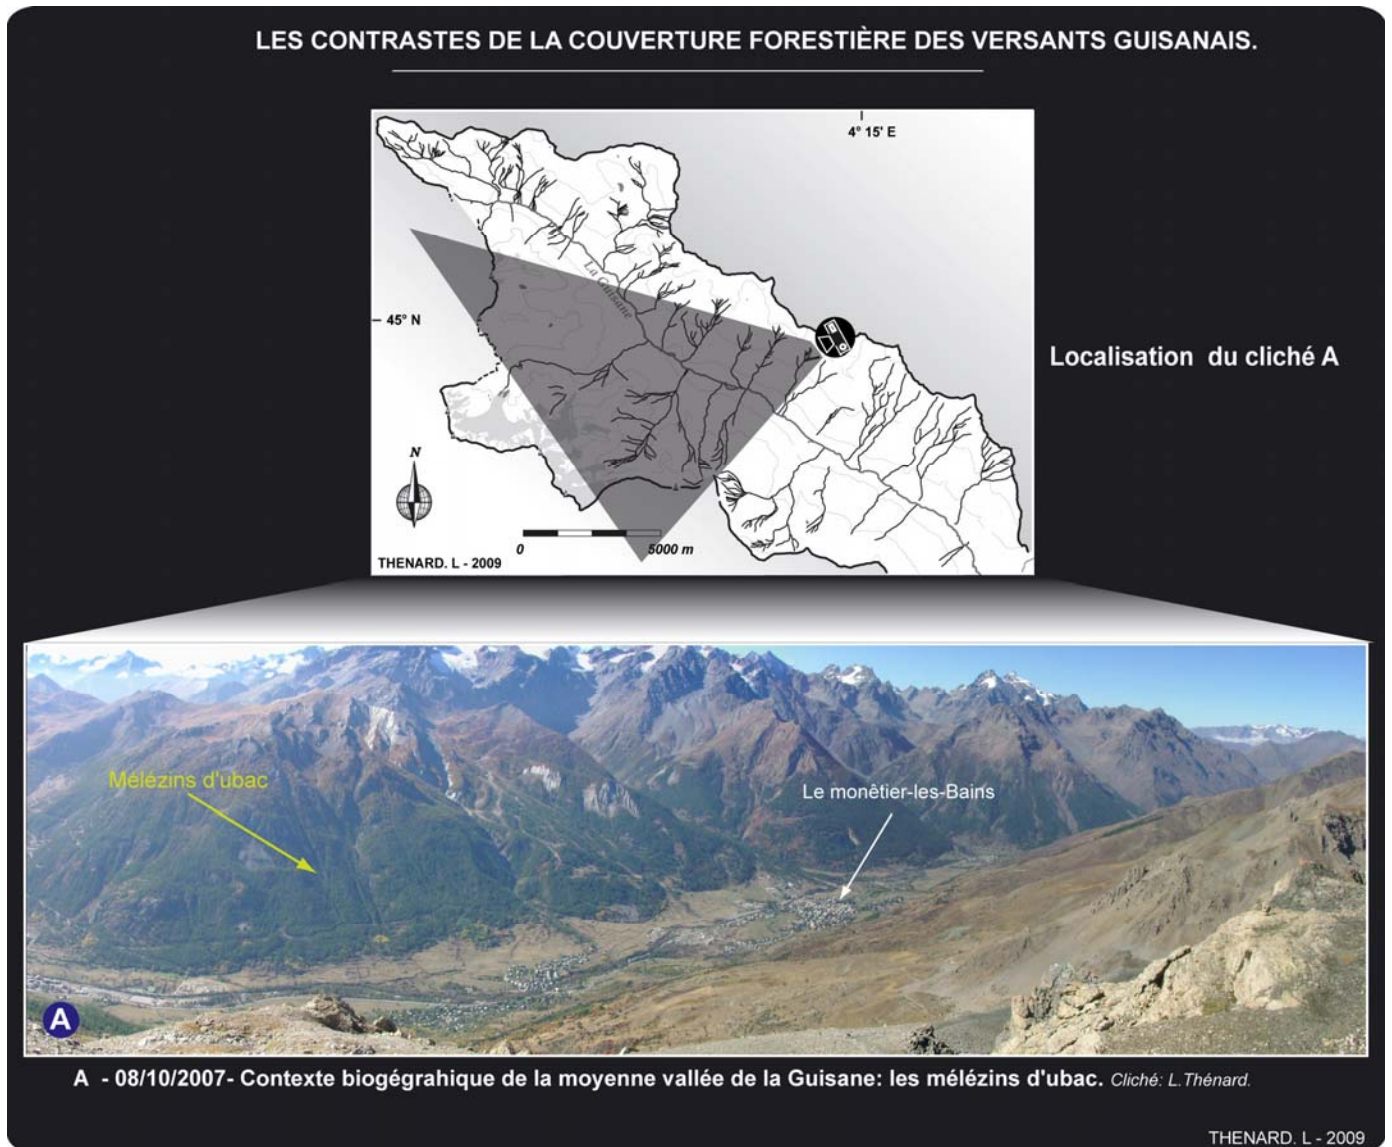 LES CONTRASTES DE LA COUVERTURE FORESTIÈRE DES VERSANTS GUISANAIS.
4° 15' E
La Guisane
45° N
Localisation du cliché A
N
0 5000 m
THENARD. L - 2009
Mélézins d'ubac
Le monêtier-les-Bains
A
A - 08/10/2007- Contexte biogégrahique de la moyenne vallée de la Guisane: les mélézins d'ubac. Cliché: L.Thénard.
THENARD. L - 2009